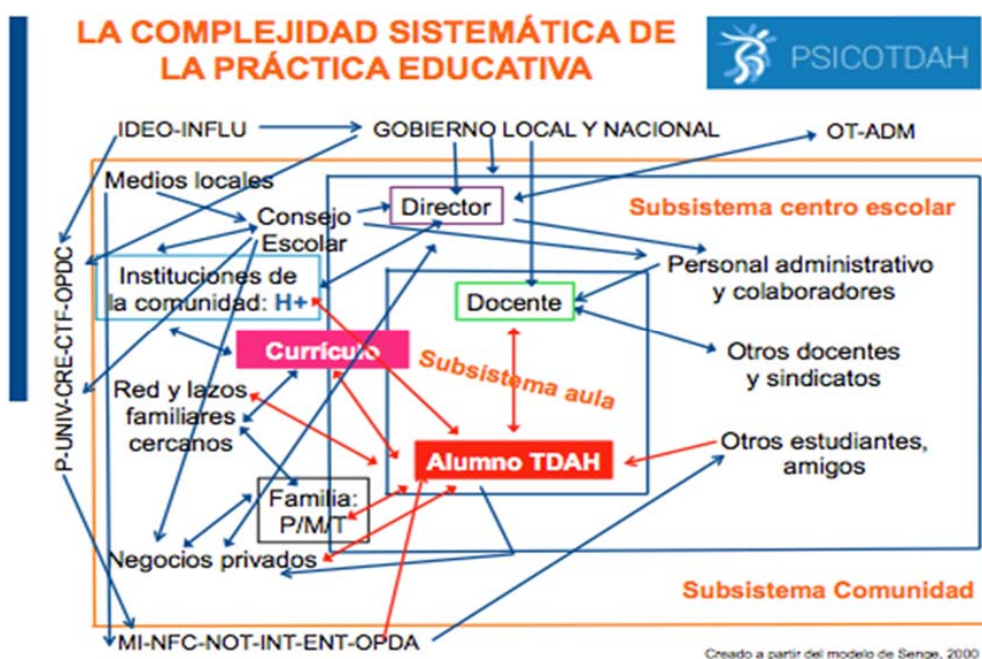 LA COMPLEJIDAD SISTEMÁTICA DE
LA PRÁCTICA EDUCATIVA
PSICOTDAH
IDEO-INFLU
GOBIERNO LOCAL Y NACIONAL
OT-ADM
Medios locales
Consejo
Escolar
Director
Subsistema centro escolar
P-UNIV-CRE-CTF-OPDC
Instituciones de
la comunidad: H+
Docente
Personal administrativo
y colaboradores
Currículo
Subsistema aula
Otros docentes
y sindicatos
Red y lazos
familiares
cercanos
Alumno TDAH
Otros estudiantes,
amigos
Familia:
P/M/T
Negocios privados
Subsistema Comunidad
MI-NFC-NOT-INT-ENT-OPDA
Creado a partir del modelo de Senge, 2000